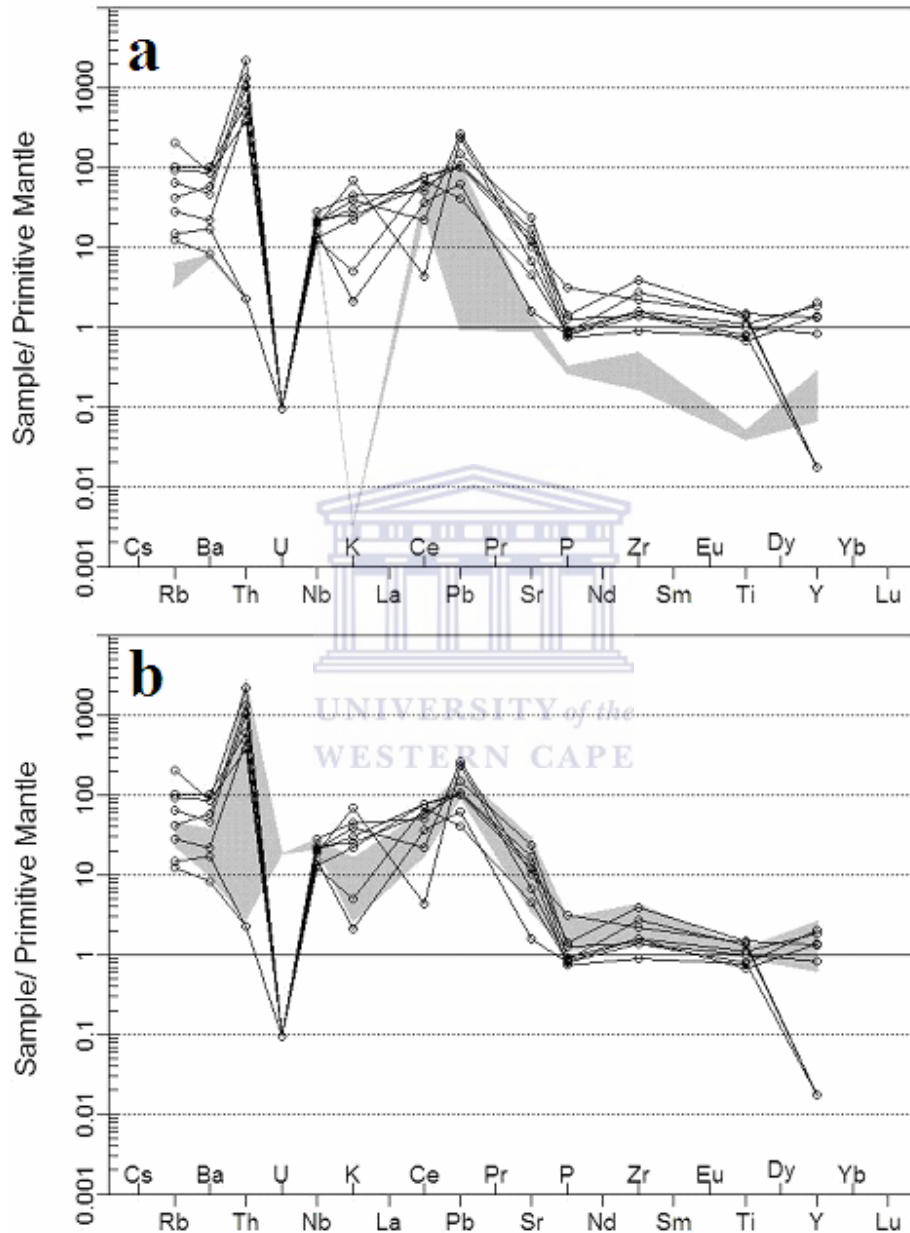 a
Sample/ Primitive Mantle
1000
100
10
1
0.1
0.01
0.001
Cs Ba U K Ce Pr P Zr Eu Dy Yb
Rb Th Nb La Pb Sr Nd Sm Ti Y Lu
UNIVERSITY of the
WESTERN CAPE
b
Sample/ Primitive Mantle
1000
100
10
1
0.1
0.01
0.001
Cs Ba U K Ce Pr P Zr Eu Dy Yb
Rb Th Nb La Pb Sr Nd Sm Ti Y Lu